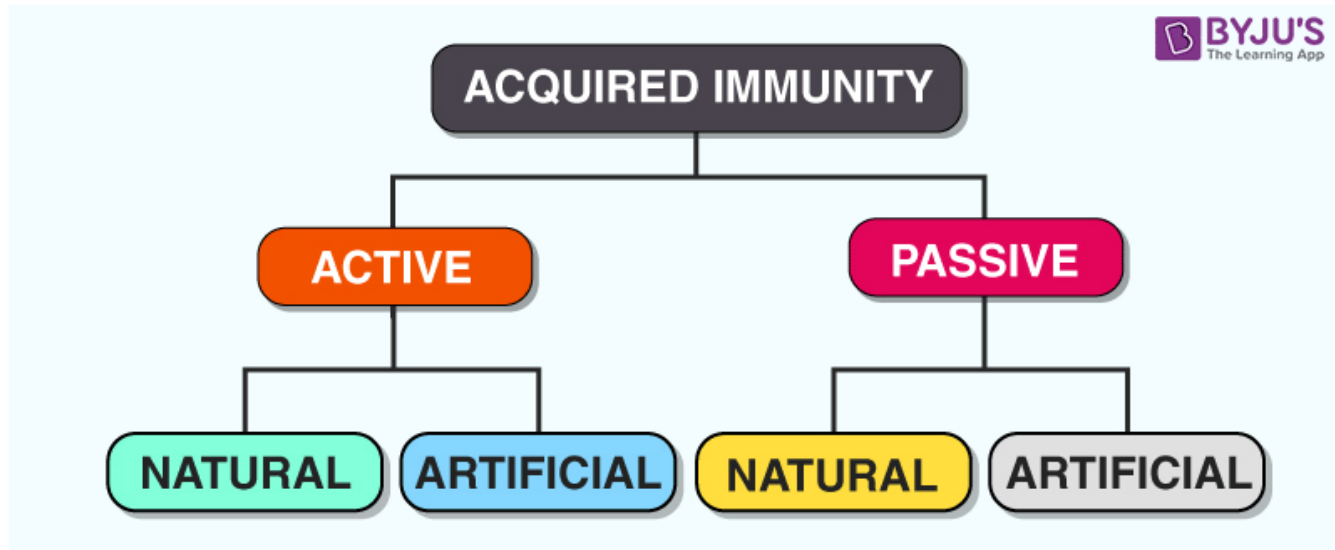 BYJU'S
The Learning App
ACQUIRED IMMUNITY
ACTIVE
PASSIVE
NATURAL
ARTIFICIAL
NATURAL
ARTIFICIAL